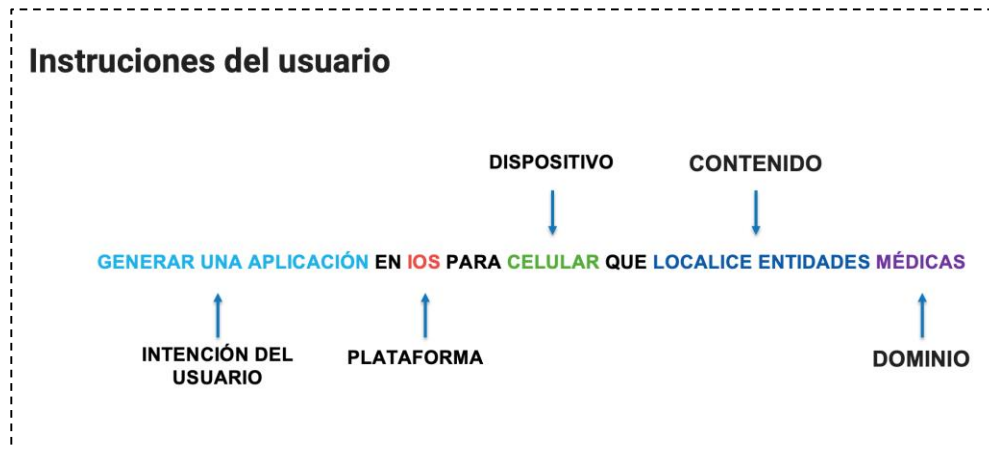 Instruciones del usuario
DISPOSITIVO
CONTENIDO
GENERAR UNA APLICACIÓN EN IOS PARA CELULAR QUE LOCALICE ENTIDADES MÉDICAS
INTENCIÓN DEL
USUARIO
PLATAFORMA
DOMINIO